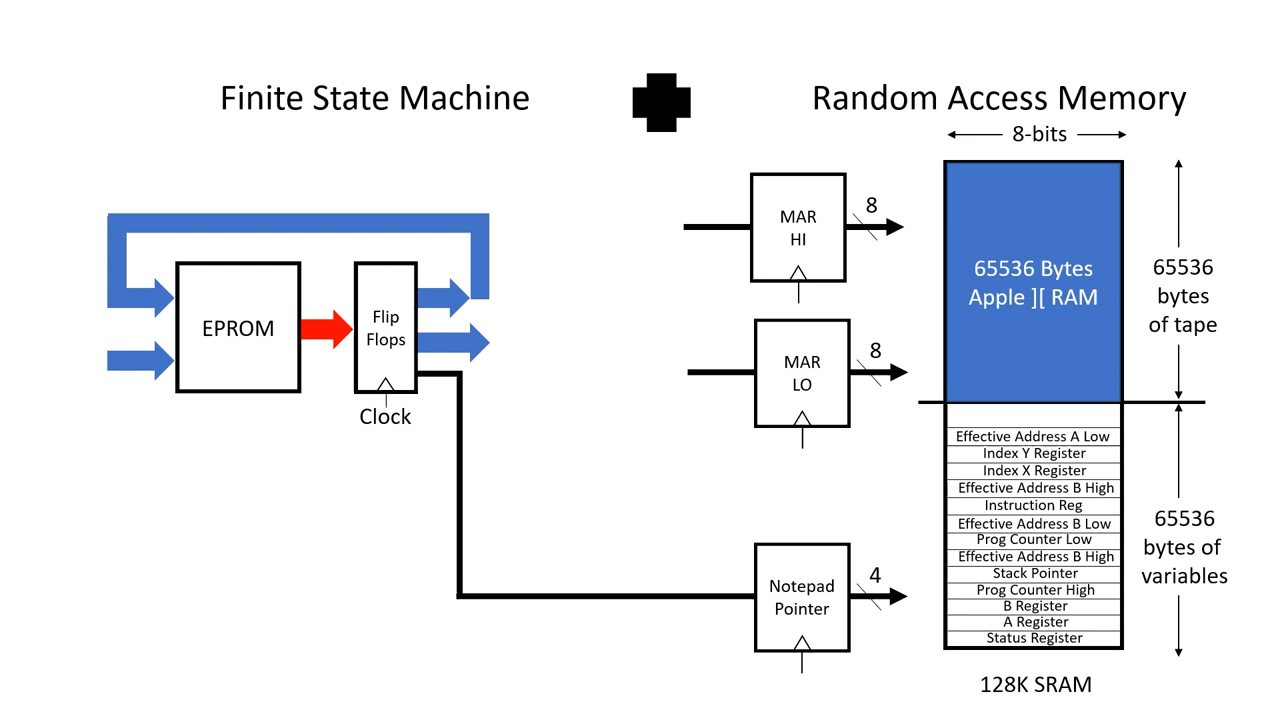 Finite State Machine
Random Access Memory
8-bits
MAR
HI
8
65536 Bytes
Apple ][ RAM
65536
bytes
of tape
EPROM
Flip
Flops
Clock
MAR
LO
8
Effective Address A Low
Index Y Register
Index X Register
Effective Address B High
Instruction Reg
Effective Address B Low
Prog Counter Low
Effective Address B High
Stack Pointer
Prog Counter High
B Register
A Register
Status Register
65536
bytes of
variables
Notepad
Pointer
4
128K SRAM